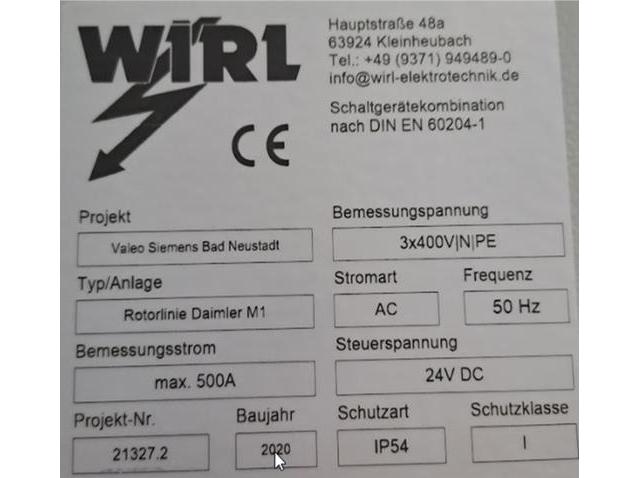 WIRL
Hauptstraße 48a
63924 Kleinheubach
Tel.: +49 (9371) 949489-0
info@wirl-elektrotechnik.de
Schaltgerätekombination
nach DIN EN 60204-1
CE
Projekt
Valeo Siemens Bad Neustadt
Bemessungspannung
3x400V|N|PE
Typ/Anlage
Rotorlinie Daimler M1
Stromart
AC
Frequenz
50 Hz
Bemessungsstrom
max. 500A
Steuerspannung
24V DC
Projekt-Nr.
21327.2
Baujahr
2020
Schutzart
IP54
Schutzklasse
I